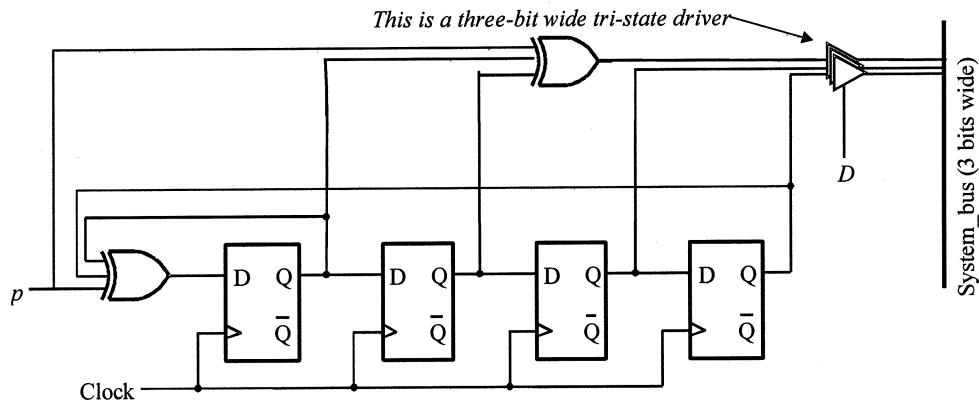 This is a three-bit wide tri-state driver
System_bus (3 bits wide)
D
p
D Q
Q̅
D Q
Q̅
D Q
Q̅
D Q
Q̅
Clock